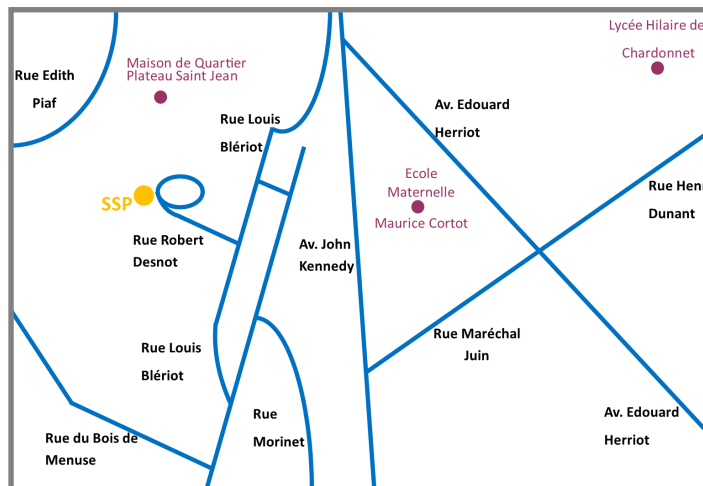 Lycée Hilaire de
Chardonnet
Maison de Quartier
Plateau Saint Jean
Rue Edith
Piaf
Rue Louis
Blériot
Av. Edouard
Herriot
Ecole
Maternelle
Maurice Cortot
Rue Henri
Dunant
SSP
Rue Robert
Desnot
Av. John
Kennedy
Rue Louis
Blériot
Rue Maréchal
Juin
Rue
Morinet
Av. Edouard
Herriot
Rue du Bois de
Menuse